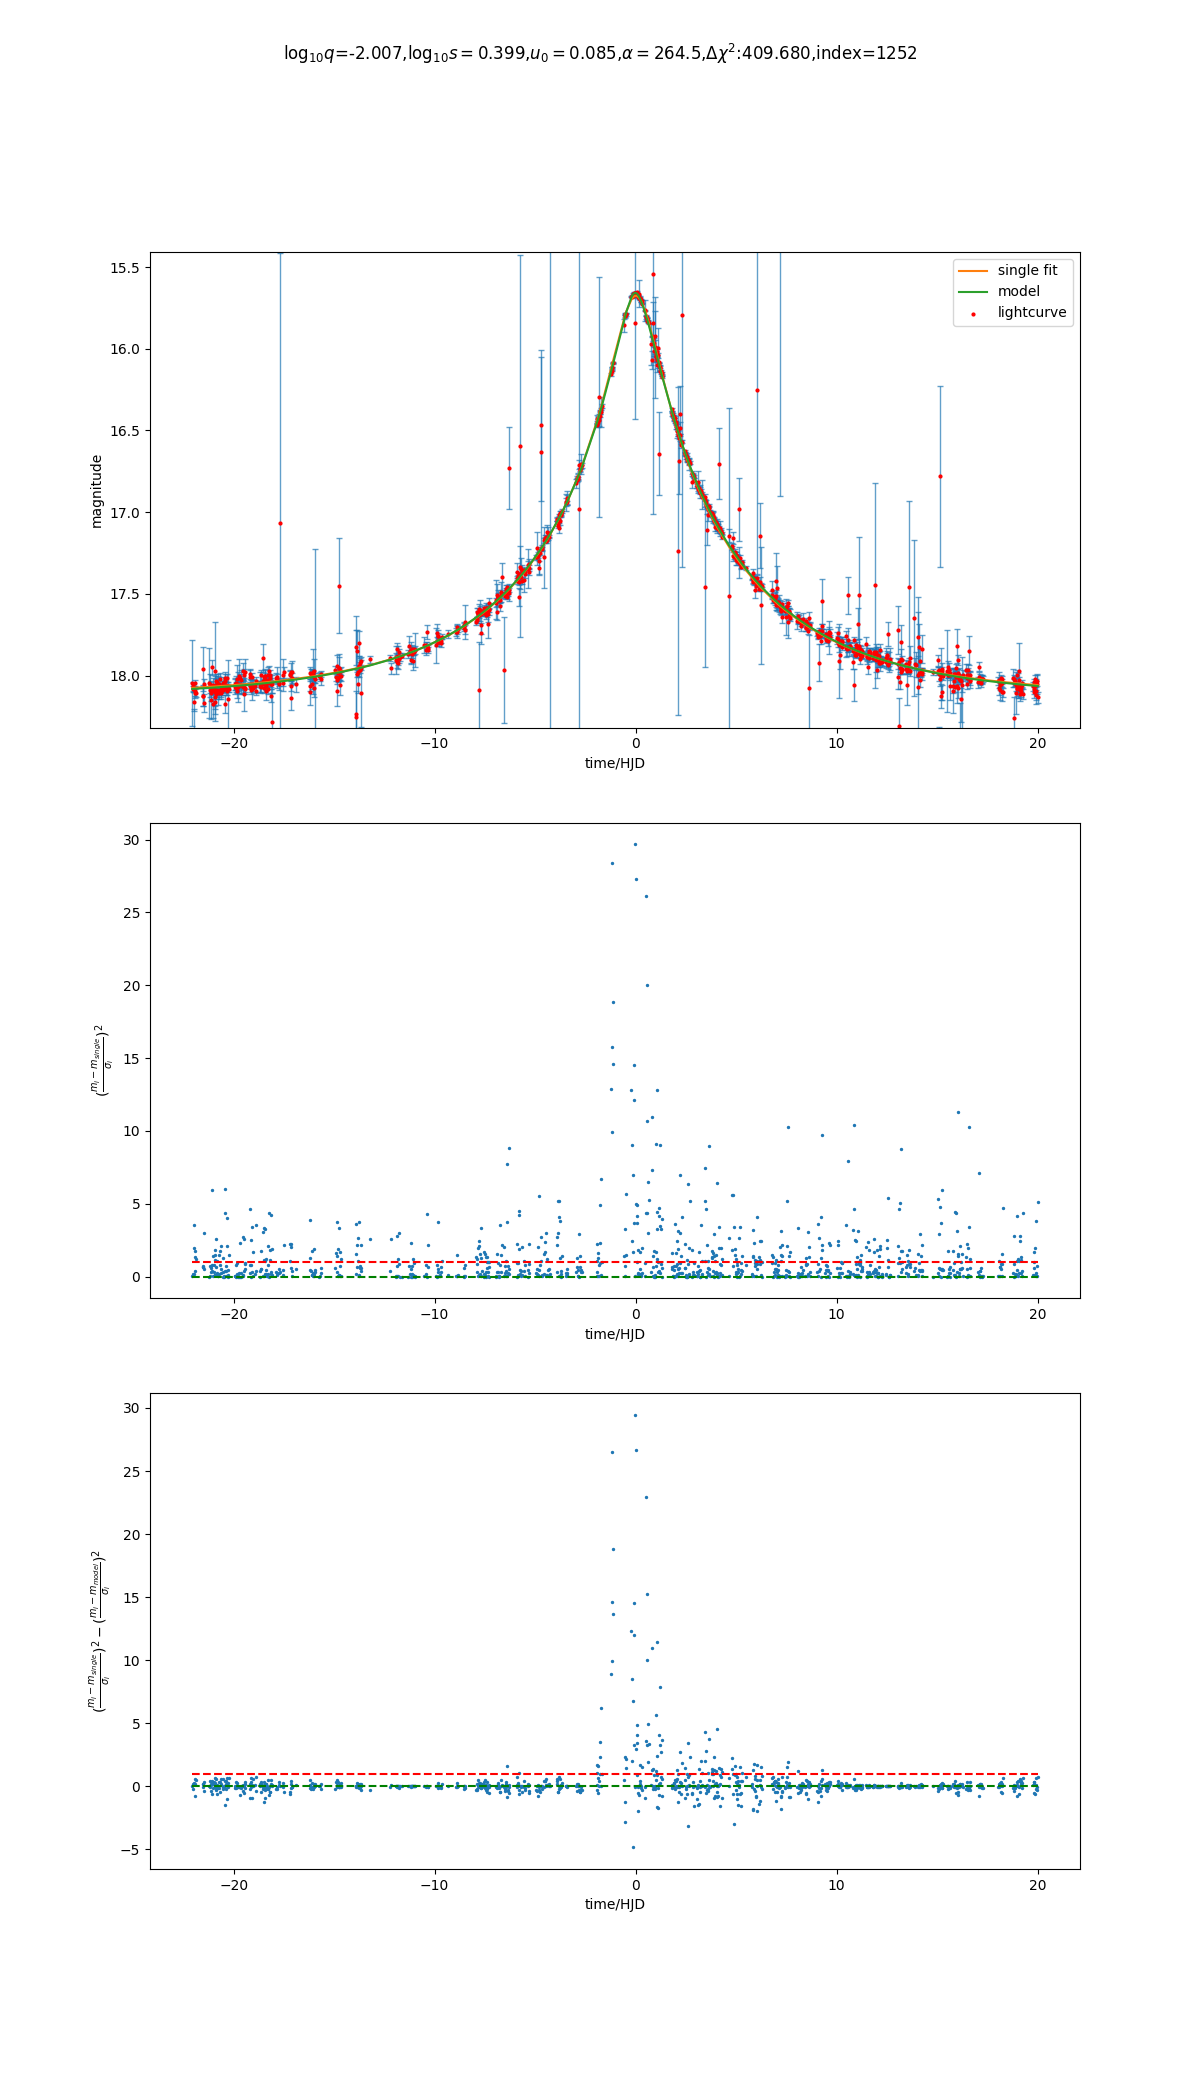 log₁₀q=-2.007,log₁₀s = 0.399,u₀ = 0.085,α = 264.5,Δχ²:409.680,index=1252
15.5
16.0
16.5
17.0
17.5
18.0
magnitude
single fit
model
lightcurve
−20 −10 0 10 20
time/HJD
30
25
20
15
10
5
0
(mᵢ − m_single / σᵢ)²
−20 −10 0 10 20
time/HJD
30
25
20
15
10
5
0
−5
(mᵢ − m_single / σᵢ)² − (mᵢ − m_model / σᵢ)²
−20 −10 0 10 20
time/HJD